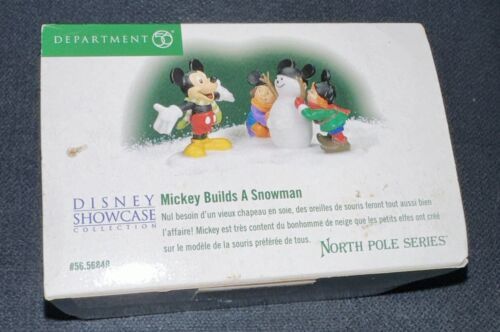 DEPARTMENT 56
Mickey Builds A Snowman
DISNEY
SHOWCASE
COLLECTION
Nul besoin d'un vieux chapeau en soie, des oreilles de souris feront tout aussi bien
l'affaire! Mickey est très content du bonhomme de neige que les petits elfes ont créé
sur le modèle de la souris préférée de tous.
NORTH POLE SERIES
#56.56840